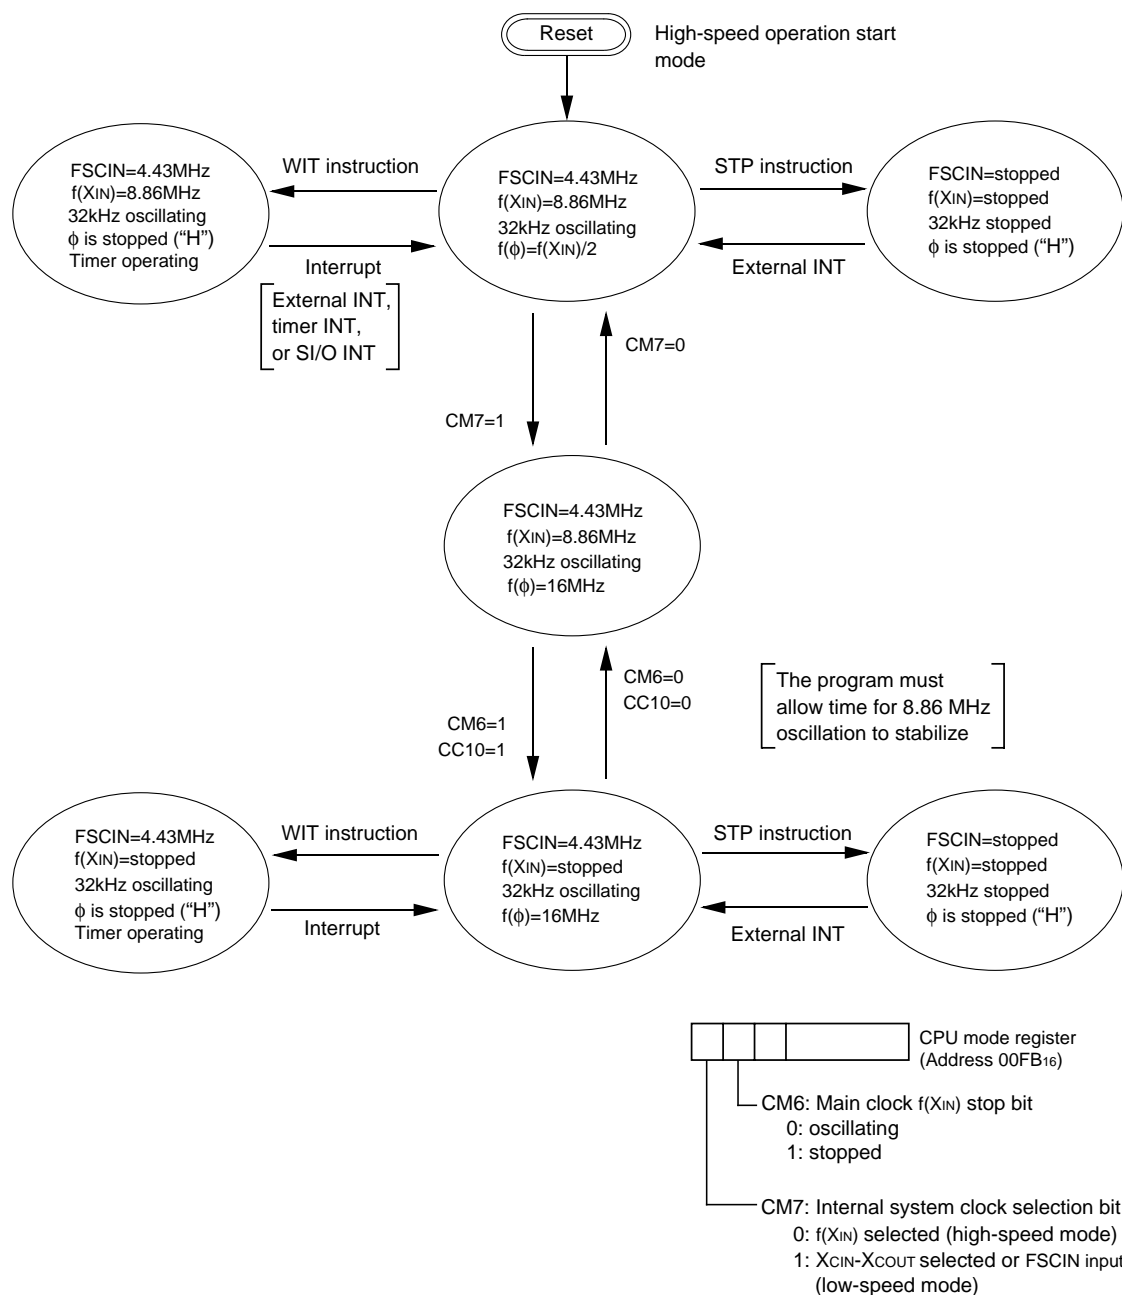 Reset
High-speed operation start
mode
FSCIN=4.43MHz
f(XIN)=8.86MHz
32kHz oscillating
ϕ is stopped (“H”)
Timer operating
WIT instruction
Interrupt
External INT,
timer INT,
or SI/O INT
FSCIN=4.43MHz
f(XIN)=8.86MHz
32kHz oscillating
f(ϕ)=f(XIN)/2
STP instruction
External INT
FSCIN=stopped
f(XIN)=stopped
32kHz stopped
ϕ is stopped (“H”)
CM7=0
CM7=1
FSCIN=4.43MHz
f(XIN)=8.86MHz
32kHz oscillating
f(ϕ)=16MHz
CM6=0
CC10=0
CM6=1
CC10=1
The program must
allow time for 8.86 MHz
oscillation to stabilize
FSCIN=4.43MHz
f(XIN)=stopped
32kHz oscillating
ϕ is stopped (“H”)
Timer operating
WIT instruction
Interrupt
FSCIN=4.43MHz
f(XIN)=stopped
32kHz oscillating
f(ϕ)=16MHz
STP instruction
External INT
FSCIN=stopped
f(XIN)=stopped
32kHz stopped
ϕ is stopped (“H”)
CPU mode register
(Address 00FB16)
CM6: Main clock f(XIN) stop bit
0: oscillating
1: stopped
CM7: Internal system clock selection bit
0: f(XIN) selected (high-speed mode)
1: XCIN-XCOUT selected or FSCIN input
(low-speed mode)